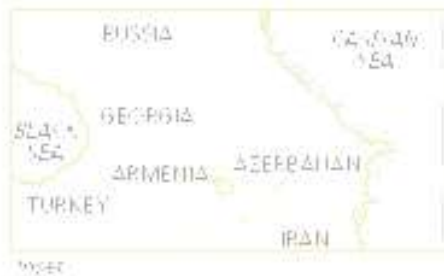 RUSSIA
CASPIAN
SEA
GEORGIA
BLACK
SEA
ARMENIA
AZERBAIJAN
TURKEY
IRAN